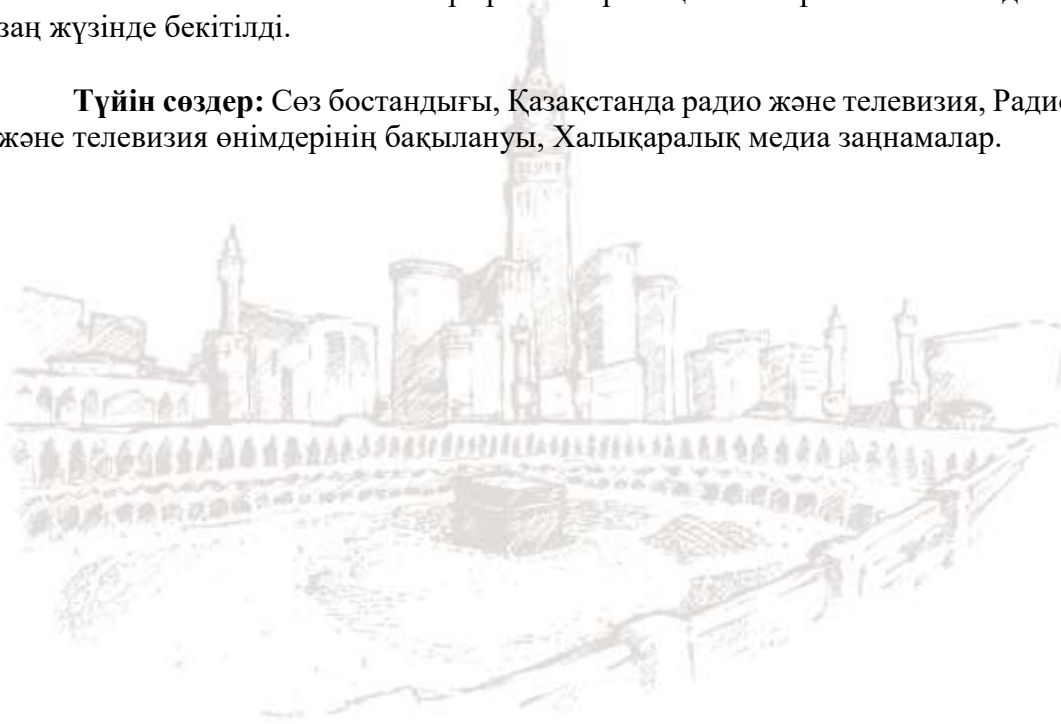 заң жүзінде бекітілді.
Түйін сөздер: Сөз бостандығы, Қазақстанда радио және телевизия, Радио
және телевизия өнімдерінің бақылануы, Халықаралық медиа заңнамалар.